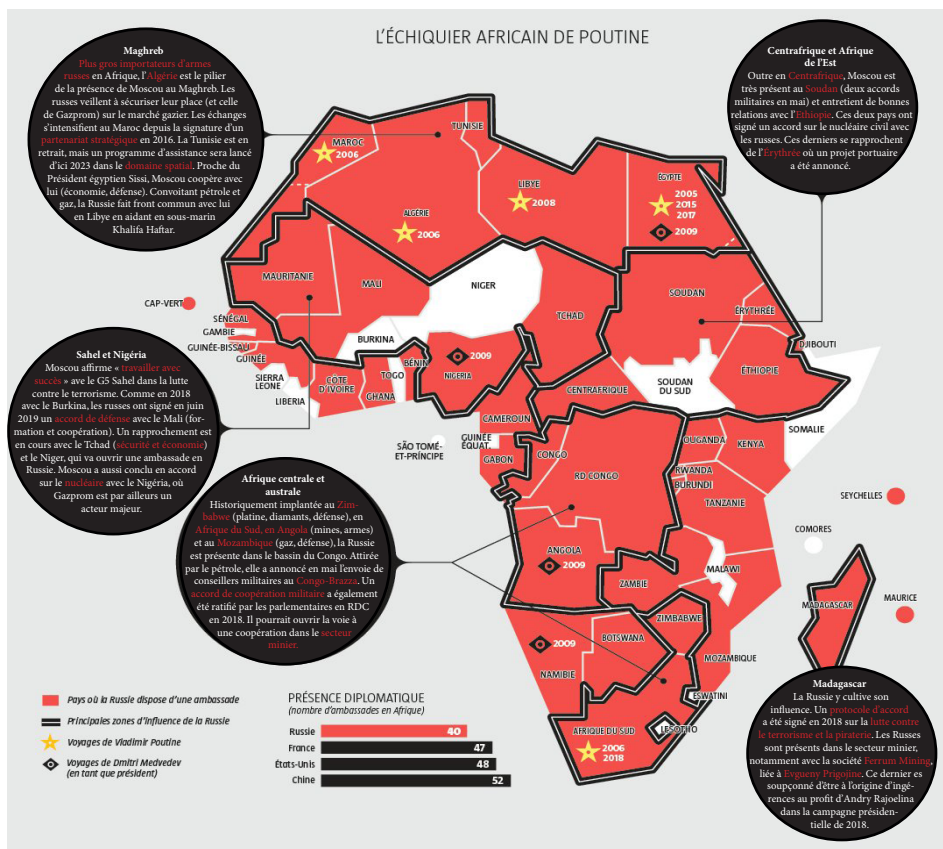 L'ÉCHIQUIER AFRICAIN DE POUTINE
Maghreb
Plus gros importateurs d'armes
russes en Afrique, l'Algérie est le pilier
de la présence de Moscou au Maghreb. Les
russes veillent à sécuriser leur place (et celle
de Gazprom) sur le marché gazier. Les échanges
s'intensifient au Maroc depuis la signature d'un
partenariat stratégique en 2016. La Tunisie est en
retrait, mais un programme d'assistance sera lancé
d'ici 2023 dans le domaine spatial. Proche du
Président égyptien Sissi, Moscou coopère avec
lui (économie, défense). Convoitant pétrole et
gaz, la Russie fait front commun avec lui
en Libye en aidant en sous-marin
Khalifa Haftar.
Centrafrique et Afrique
de l'Est
Outre en Centrafrique, Moscou est
très présent au Soudan (deux accords
militaires en mai) et entretient de bonnes
relations avec l'Ethiopie. Ces deux pays ont
signé un accord sur le nucléaire civil avec
les russes. Ces derniers se rapprochent
de l'Érythrée où un projet portuaire
a été annoncé.
TUNISIE
MAROC
2006
ALGÉRIE
2006
LIBYE
2008
ÉGYPTE
2005
2015
2017
2009
MAURITANIE
MALI
NIGER
TCHAD
SOUDAN
ÉRYTHRÉE
DJIBOUTI
CAP-VERT
SÉNÉGAL
GAMBIE
GUINÉE-BISSAU
GUINÉE
SIERRA
LEONE
LIBERIA
CÔTE
D'IVOIRE
BURKINA
GHANA
TOGO
BÉNIN
2009
NIGERIA
CENTRAFRIQUE
SOUDAN
DU SUD
ÉTHIOPIE
SOMALIE
CAMEROUN
GUINÉE
ÉQUAT.
SÃO TOMÉ-
ET-PRÍNCIPE
GABON
CONGO
RD CONGO
OUGANDA
KENYA
RWANDA
BURUNDI
TANZANIE
SEYCHELLES
COMORES
ANGOLA
2009
ZAMBIE
MALAWI
MADAGASCAR
MAURICE
ZIMBABWE
MOZAMBIQUE
2009
NAMIBIE
BOTSWANA
ESWATINI
LESOTHO
AFRIQUE DU SUD
2006
2018
Sahel et Nigéria
Moscou affirme « travailler avec
succès » ave le G5 Sahel dans la lutte
contre le terrorisme. Comme en 2018
avec le Burkina, les russes ont signé en juin
2019 un accord de défense avec le Mali (for-
mation et coopération). Un rapprochement est
en cours avec le Tchad (sécurité et économie)
et le Niger, qui va ouvrir une ambassade en
Russie. Moscou a aussi conclu en accord
sur le nucléaire avec le Nigéria, où
Gazprom est par ailleurs un
acteur majeur.
Afrique centrale et
australe
Historiquement implantée au Zim-
babwe (platine, diamants, défense), en
Afrique du Sud, en Angola (mines, armes)
et au Mozambique (gaz, défense), la Russie
est présente dans le bassin du Congo. Attirée
par le pétrole, elle a annoncé en mai l'envoie de
conseillers militaires au Congo-Brazza. Un
accord de coopération militaire a également
été ratifié par les parlementaires en RDC
en 2018. Il pourrait ouvrir la voie à
une coopération dans le secteur
minier.
Madagascar
La Russie y cultive son
influence. Un protocole d'accord
a été signé en 2018 sur la lutte contre
le terrorisme et la piraterie. Les Russes
sont présents dans le secteur minier,
notamment avec la société Ferrum Mining,
liée à Evgueny Prigojine. Ce dernier es
soupçonné d'être à l'origine d'ingé-
rences au profit d'Andry Rajoelina
dans la campagne présiden-
tielle de 2018.
Pays où la Russie dispose d'une ambassade
Principales zones d'influence de la Russie
Voyages de Vladimir Poutine
Voyages de Dmitri Medvedev
(en tant que président)
PRÉSENCE DIPLOMATIQUE
(nombre d'ambassades en Afrique)
Russie 40
France 47
États-Unis 48
Chine 52